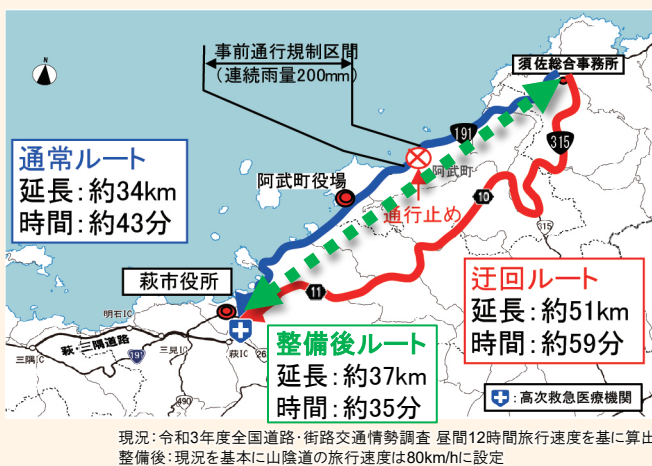 事前通行規制区間
（連続雨量200mm）
須佐総合事務所
191
315
通常ルート
延長：約34km
時間：約43分
阿武町役場
阿武町
通行止め
10
315
萩市役所
11
迂回ルート
延長：約51km
時間：約59分
明石IC
萩・三隅道路
三隅IC
191
三見IC
萩IC
整備後ルート
延長：約37km
時間：約35分
490
：高次救急医療機関
現況：令和3年度全国道路・街路交通情勢調査 昼間12時間旅行速度を基に算出
整備後：現況を基本に山陰道の旅行速度は80km/hに設定